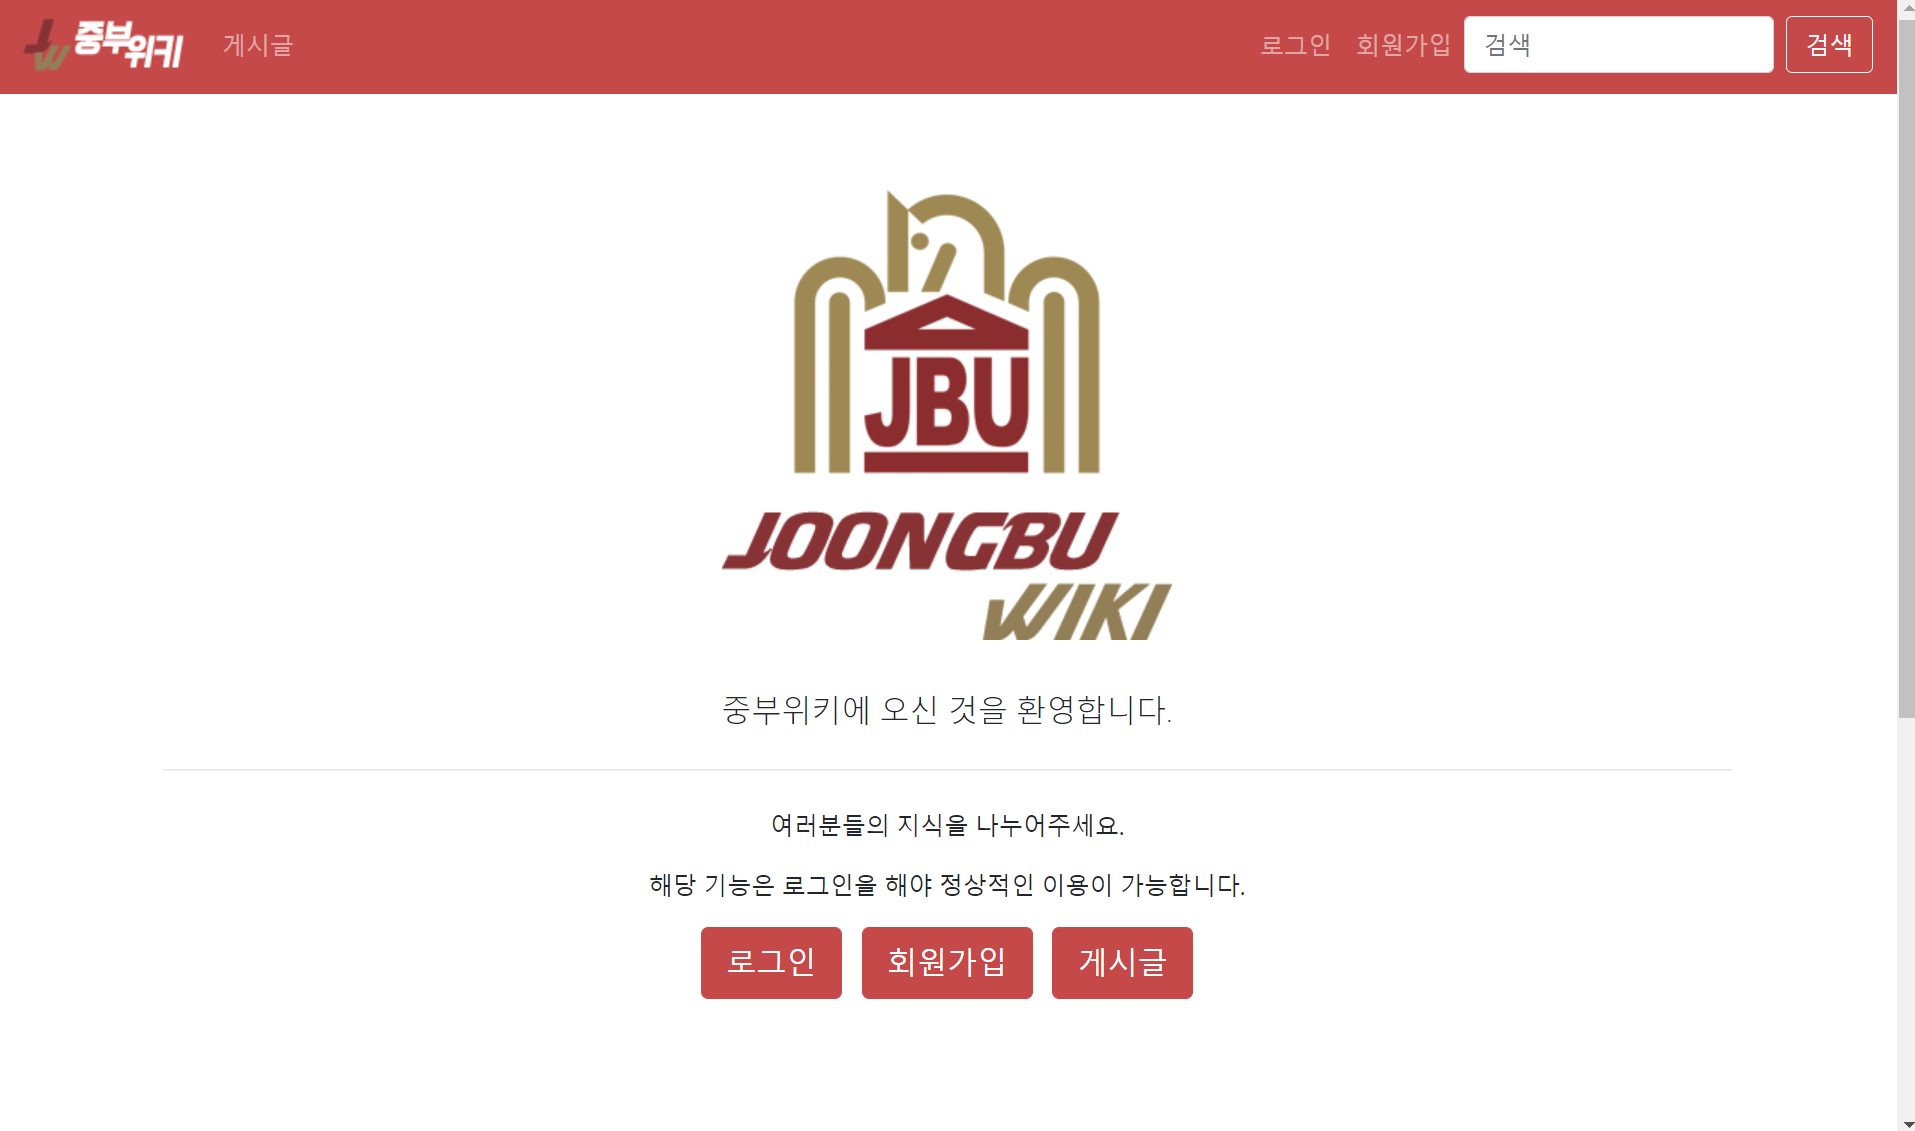 JW 중부위키 게시글 로그인 회원가입 검색 검색
JBU
JOONGBU
WIKI
중부위키에 오신 것을 환영합니다.
여러분들의 지식을 나누어주세요.
해당 기능은 로그인을 해야 정상적인 이용이 가능합니다.
로그인 회원가입 게시글